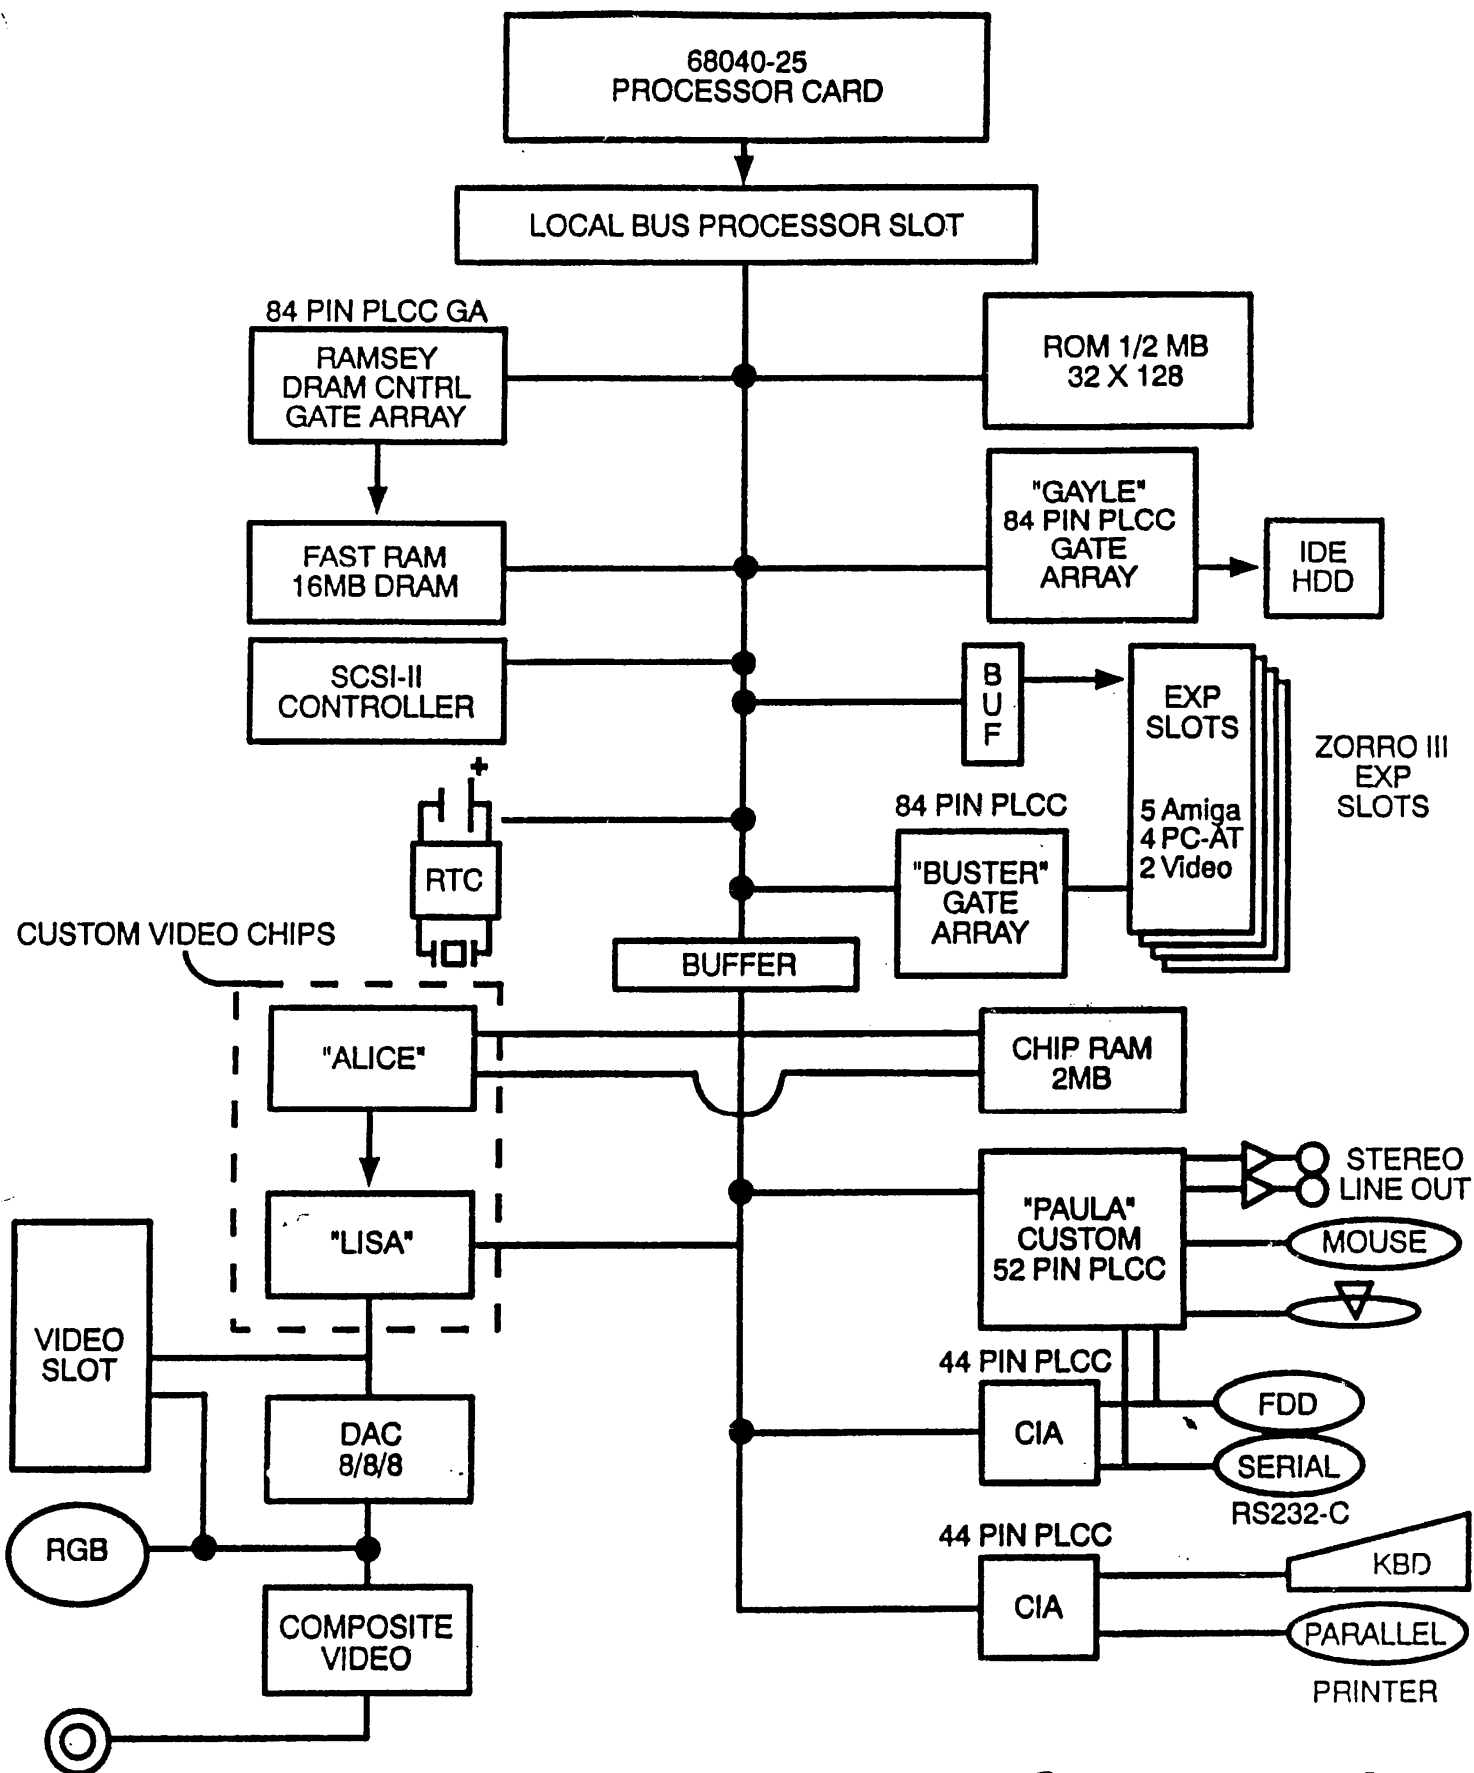 68040-25
PROCESSOR CARD
LOCAL BUS PROCESSOR SLOT
84 PIN PLCC GA
RAMSEY
DRAM CNTRL
GATE ARRAY
ROM 1/2 MB
32 X 128
"GAYLE"
84 PIN PLCC
GATE
ARRAY
IDE
HDD
FAST RAM
16MB DRAM
SCSI-II
CONTROLLER
B
U
F
EXP
SLOTS
5 Amiga
4 PC-AT
2 Video
ZORRO III
EXP
SLOTS
+
RTC
84 PIN PLCC
"BUSTER"
GATE
ARRAY
CUSTOM VIDEO CHIPS
BUFFER
"ALICE"
CHIP RAM
2MB
"LISA"
"PAULA"
CUSTOM
52 PIN PLCC
STEREO
LINE OUT
MOUSE
VIDEO
SLOT
44 PIN PLCC
CIA
FDD
SERIAL
RS232-C
DAC
8/8/8
RGB
44 PIN PLCC
CIA
KBD
PARALLEL
PRINTER
COMPOSITE
VIDEO